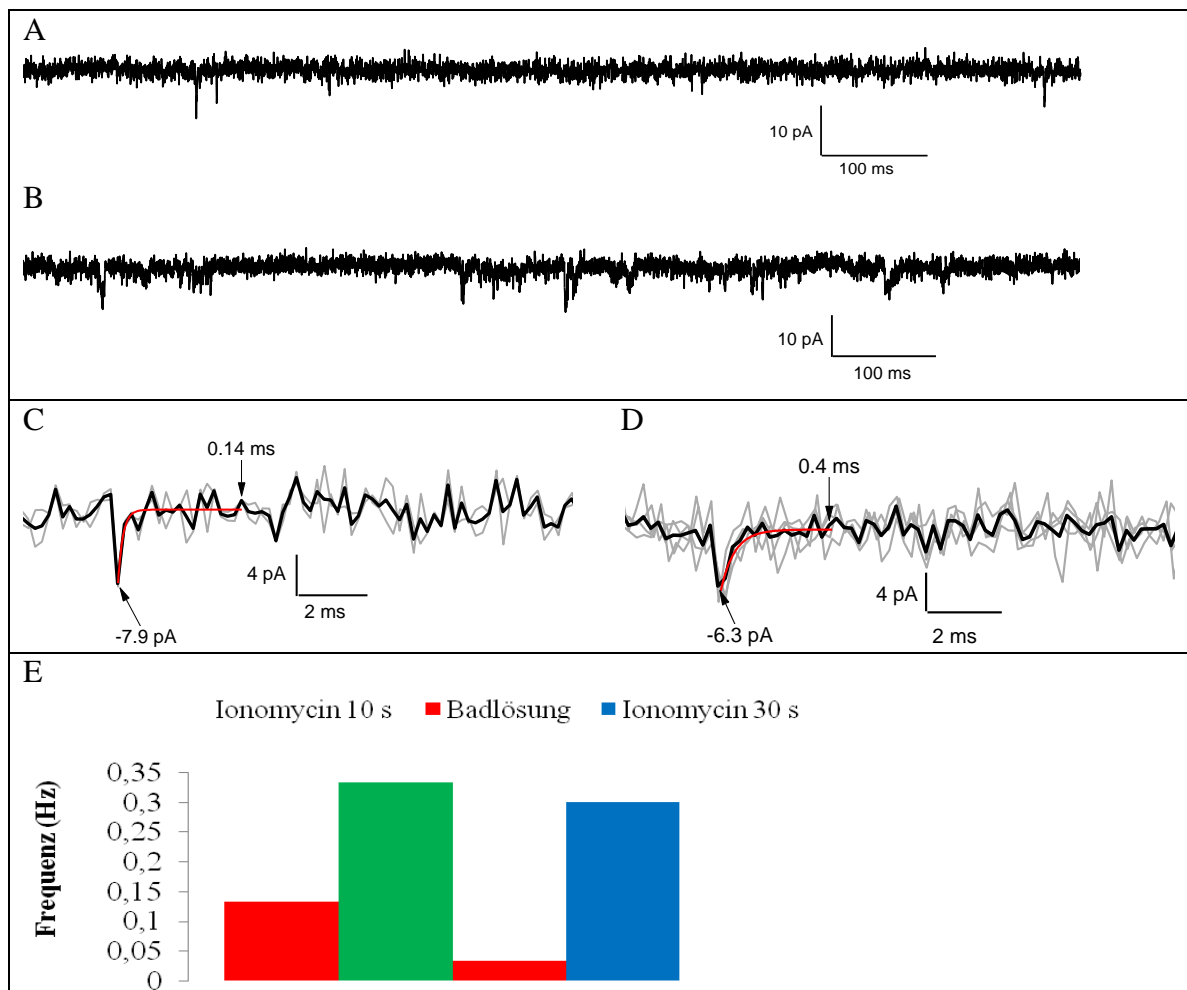 A
10 pA
100 ms
B
10 pA
100 ms
C
0.14 ms
4 pA
2 ms
-7.9 pA
D
0.4 ms
4 pA
2 ms
-6.3 pA
E
Ionomycin 10 s Badlösung Ionomycin 30 s
Frequenz (Hz)
0,35
0,3
0,25
0,2
0,15
0,1
0,05
0